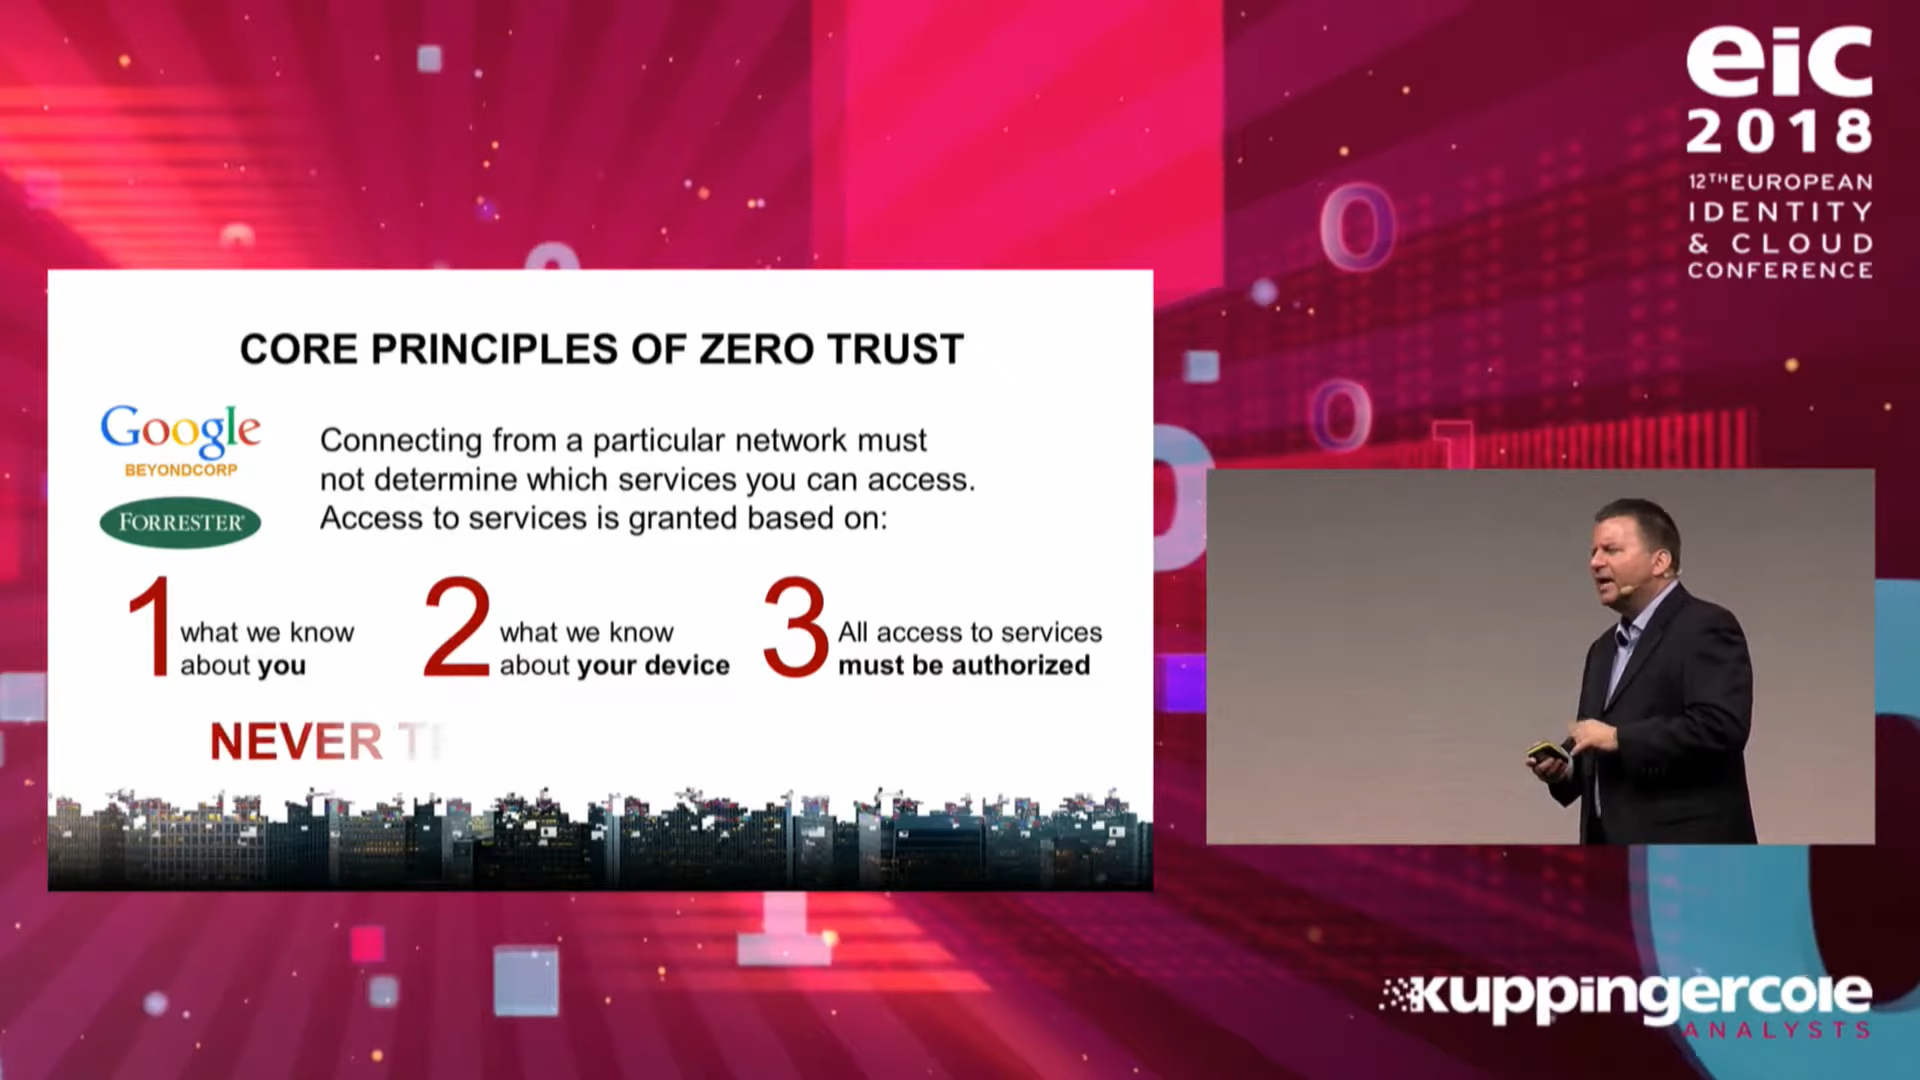 eic
2018
12TH EUROPEAN
IDENTITY
& CLOUD
CONFERENCE
CORE PRINCIPLES OF ZERO TRUST
Google
BEYONDCORP
FORRESTER®
Connecting from a particular network must
not determine which services you can access.
Access to services is granted based on:
1 what we know
about you
2 what we know
about your device
3 All access to services
must be authorized
NEVER
kuppingercole
ANALYSTS